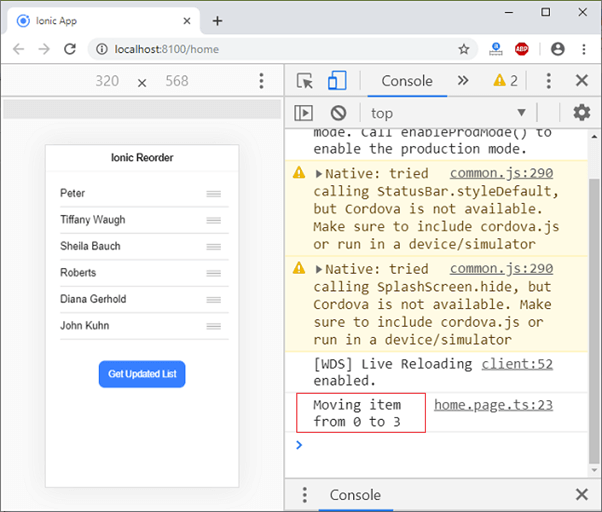 Ionic App
localhost:8100/home
ABP
320 x 568
Console
2
top
Ionic Reorder
Peter
Tiffany Waugh
Sheila Bauch
Roberts
Diana Gerhold
John Kuhn
Get Updated List
mode. Call enableProdMode() to
enable the production mode.
Native: tried common.js:290
calling StatusBar.styleDefault,
but Cordova is not available.
Make sure to include cordova.js
or run in a device/simulator
Native: tried common.js:290
calling SplashScreen.hide, but
Cordova is not available. Make
sure to include cordova.js or
run in a device/simulator
[WDS] Live Reloading client:52
enabled.
Moving item home.page.ts:23
from 0 to 3
Console